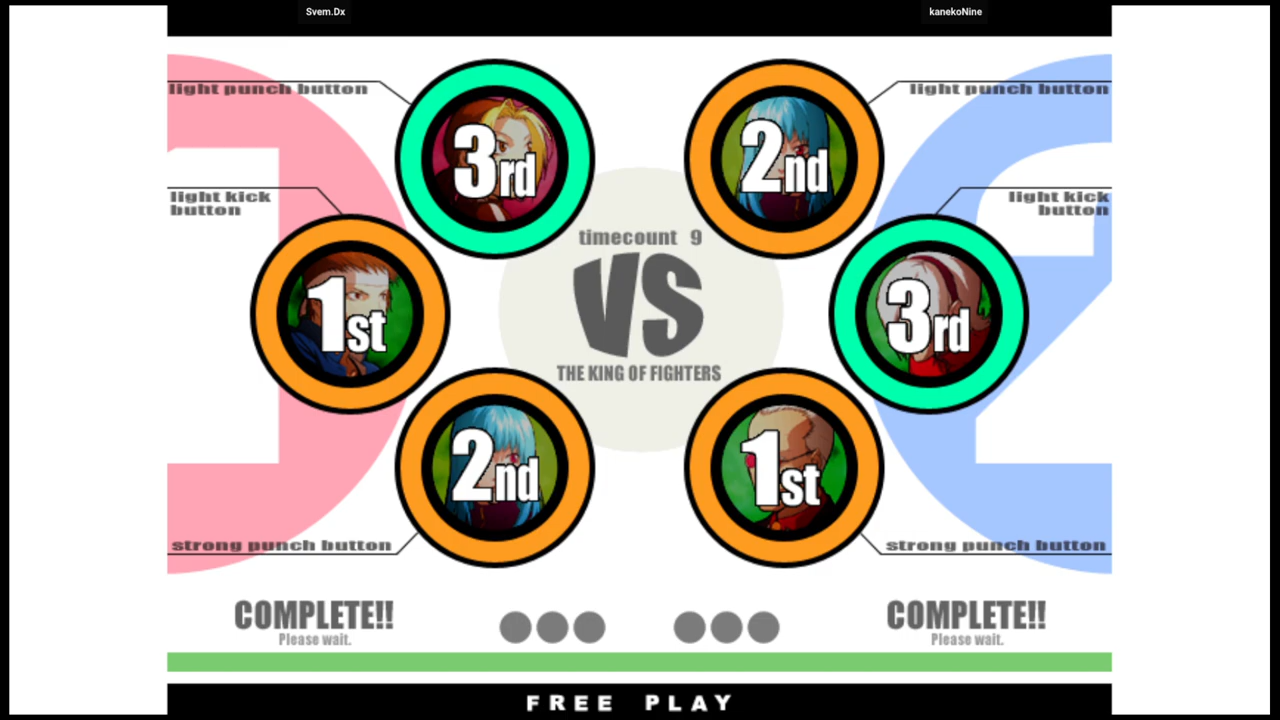 Svem.Dx
kanekoNine
light punch button
light punch button
3rd
2nd
light kick
button
light kick
button
timecount 9
VS
THE KING OF FIGHTERS
1st
3rd
2nd
1st
strong punch button
strong punch button
COMPLETE!!
Please wait.
COMPLETE!!
Please wait.
FREE PLAY
1
2